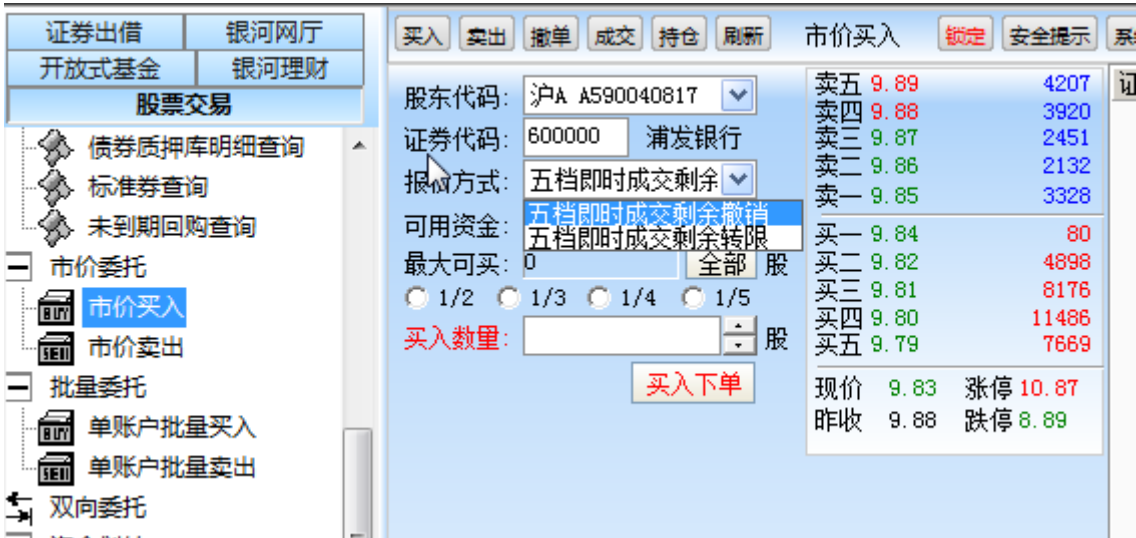 证券出借 银河网厅
开放式基金 银河理财
股票交易
债券质押库明细查询
标准券查询
未到期回购查询
市价委托
BUY 市价买入
SELL 市价卖出
批量委托
BUY 单账户批量买入
SELL 单账户批量卖出
双向委托
买入 卖出 撤单 成交 持仓 刷新 市价买入 锁定 安全提示
股东代码: 沪A A590040817
证券代码: 600000 浦发银行
报价方式: 五档即时成交剩余
五档即时成交剩余撤销
五档即时成交剩余转限
可用资金:
最大可买: 0 全部 股
1/2 1/3 1/4 1/5
买入数量: 股
买入下单
卖五 9.89 4207
卖四 9.88 3920
卖三 9.87 2451
卖二 9.86 2132
卖一 9.85 3328
买一 9.84 80
买二 9.82 4898
买三 9.81 8176
买四 9.80 11486
买五 9.79 7669
现价 9.83 涨停 10.87
昨收 9.88 跌停 8.89